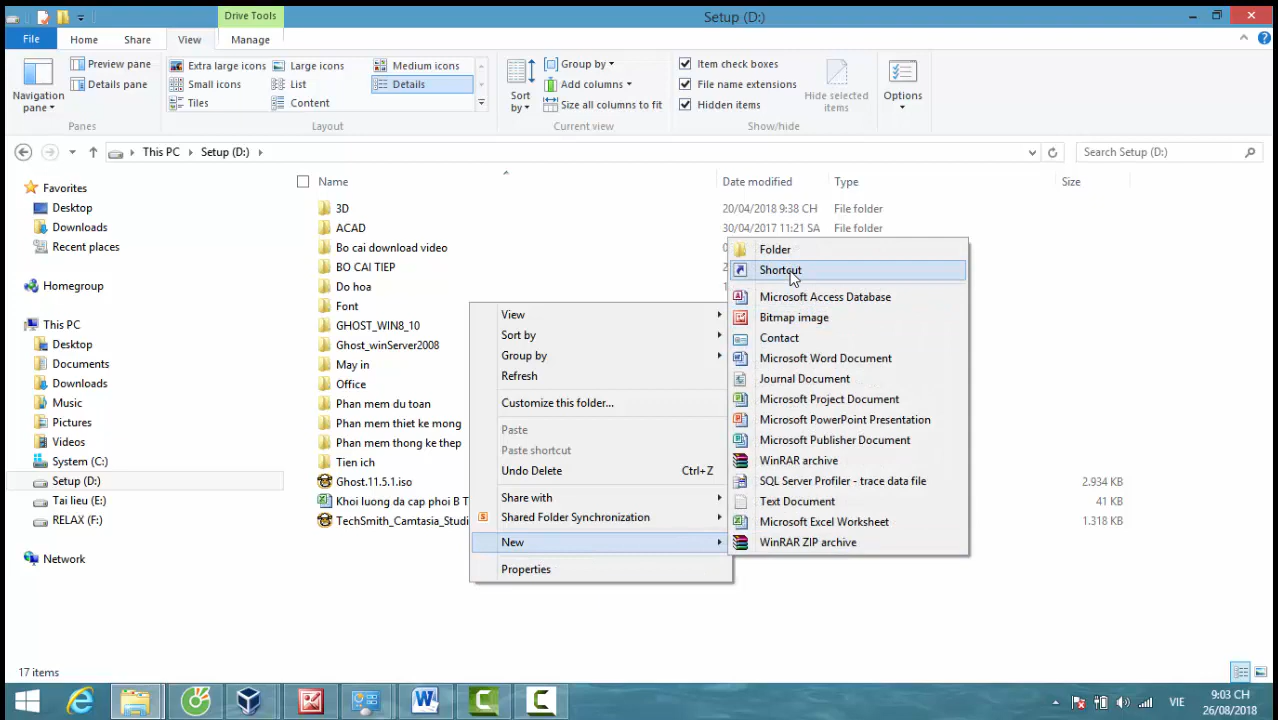 Drive Tools
Setup (D:)
File Home Share View Manage
Preview pane
Details pane
Navigation pane
Panes
Extra large icons Large icons Medium icons
Small icons List Details
Tiles Content
Layout
Sort by
Group by
Add columns
Size all columns to fit
Current view
Item check boxes
File name extensions
Hidden items
Hide selected items
Show/hide
Options
This PC Setup (D:)
Search Setup (D:)
Favorites
Desktop
Downloads
Recent places
Homegroup
This PC
Desktop
Documents
Downloads
Music
Pictures
Videos
System (C:)
Setup (D:)
Tai lieu (E:)
RELAX (F:)
Network
Name Date modified Type Size
3D 20/04/2018 9:38 CH File folder
ACAD 30/04/2017 11:21 SA File folder
Bo cai download video
BO CAI TIEP
Do hoa
Font
GHOST_WIN8_10
Ghost_winServer2008
May in
Office
Phan mem du toan
Phan mem thiet ke mong
Phan mem thong ke thep
Tien ich
Ghost.11.5.1.iso 2.934 KB
Khoi luong da cap phoi B T 41 KB
TechSmith_Camtasia_Studi 1.318 KB
View
Sort by
Group by
Refresh
Customize this folder...
Paste
Paste shortcut
Undo Delete Ctrl+Z
Share with
Shared Folder Synchronization
New
Properties
Folder
Shortcut
Microsoft Access Database
Bitmap image
Contact
Microsoft Word Document
Journal Document
Microsoft Project Document
Microsoft PowerPoint Presentation
Microsoft Publisher Document
WinRAR archive
SQL Server Profiler - trace data file
Text Document
Microsoft Excel Worksheet
WinRAR ZIP archive
17 items
VIE
9:03 CH
26/08/2018